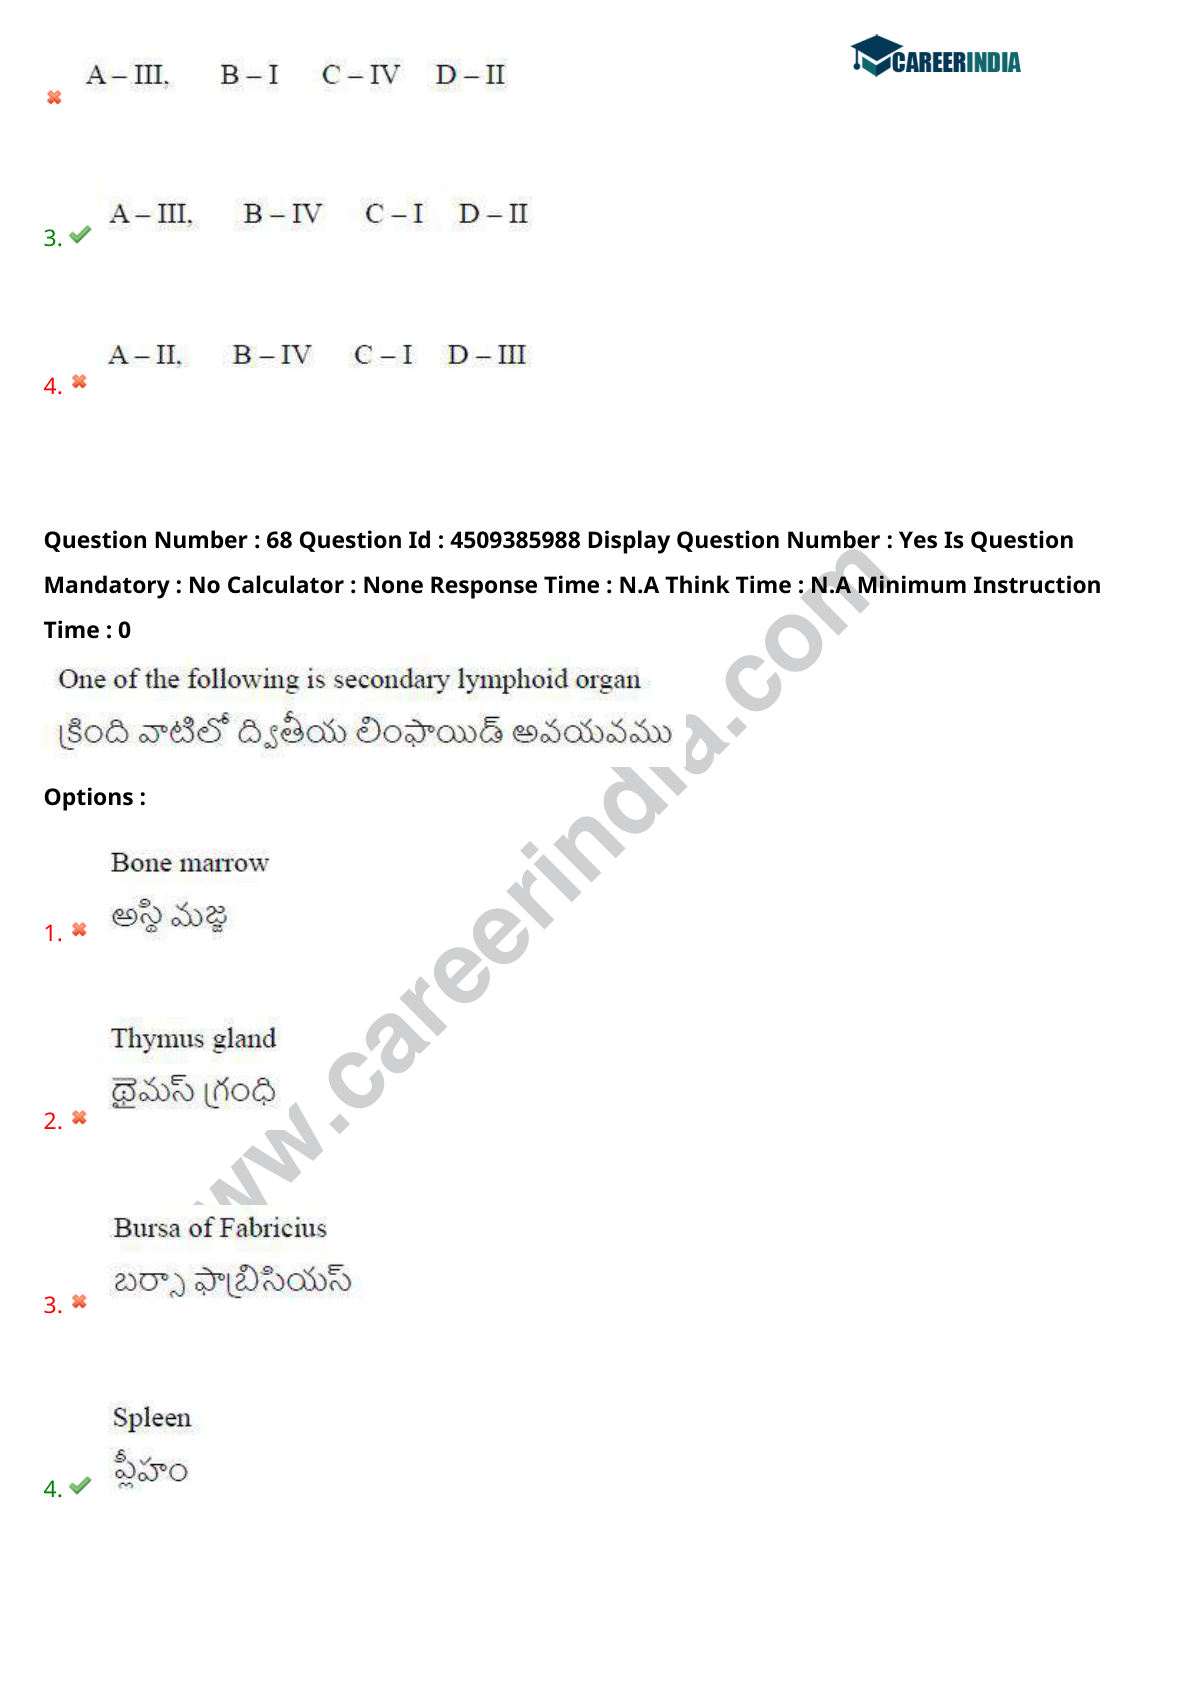 CAREERINDIA
A – III, B – I C – IV D – II
A – III, B – IV C – I D – II
3.
A – II, B – IV C – I D – III
4.
Question Number : 68 Question Id : 4509385988 Display Question Number : Yes Is Question
Mandatory : No Calculator : None Response Time : N.A Think Time : N.A Minimum Instruction
Time : 0
One of the following is secondary lymphoid organ
క్రింది వాటిలో ద్వితీయ లింఫాయిడ్ అవయవము
Options :
Bone marrow
అస్థి మజ్జ
1.
Thymus gland
థైమస్ గ్రంధి
2.
Bursa of Fabricius
బర్సా ఫాబ్రిసియస్
3.
Spleen
ప్లీహం
4.
ww.careerindia.com